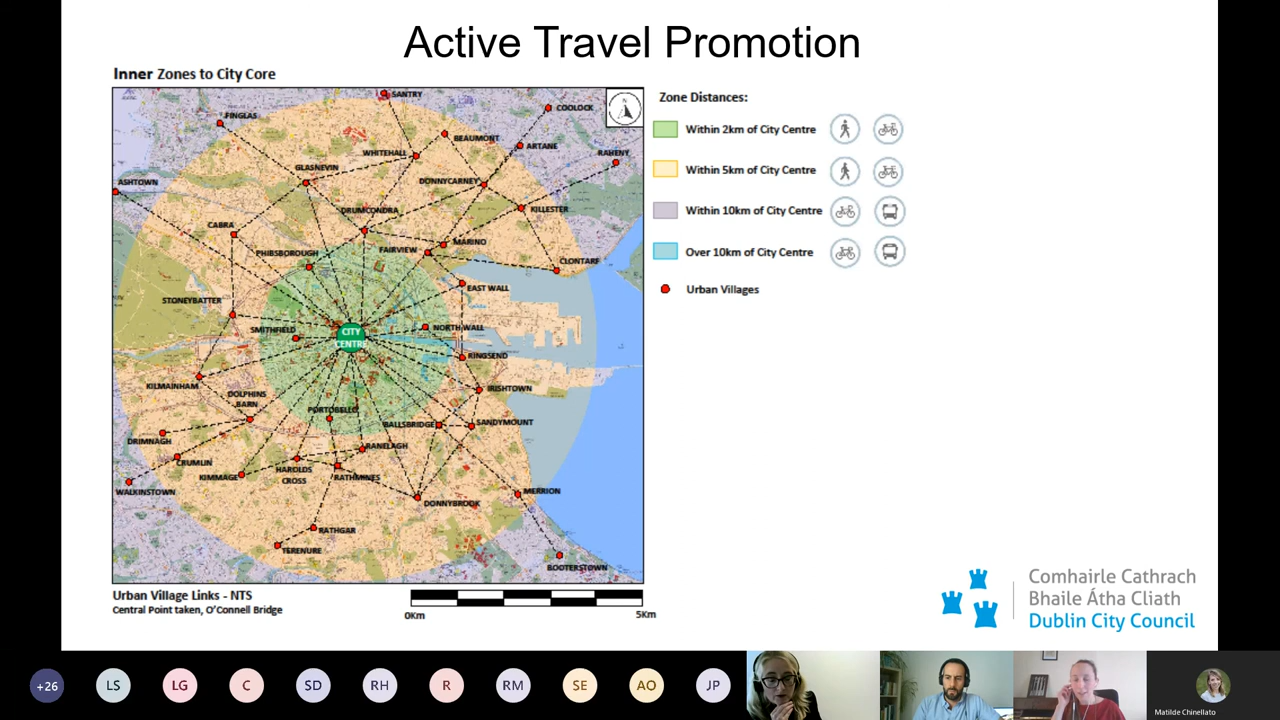 Active Travel Promotion
Inner Zones to City Core
SANTRY
COOLOCK
FINGLAS
BEAUMONT
ARTANE
WHITEHALL
RAHENY
GLASNEVIN
DONNYCARNEY
ASHTOWN
DRUMCONDRA
KILLESTER
CABRA
MARINO
FAIRVIEW
PHIBSBOROUGH
CLONTARF
EAST WALL
STONEYBATTER
SMITHFIELD
NORTH WALL
CITY
CENTRE
RINGSEND
KILMAINHAM
IRISHTOWN
DOLPHINS
BARN
PORTOBELLO
BALLSBRIDGE
SANDYMOUNT
DRIMNAGH
RANELAGH
CRUMLIN
KIMMAGE
HAROLDS
CROSS
RATHMINES
WALKINSTOWN
MERRION
DONNYBROOK
RATHGAR
TERENURE
BOOTERSTOWN
N
Zone Distances:
Within 2km of City Centre
Within 5km of City Centre
Within 10km of City Centre
Over 10km of City Centre
Urban Villages
Urban Village Links - NTS
Central Point taken, O'Connell Bridge
0Km
5Km
Comhairle Cathrach
Bhaile Átha Cliath
Dublin City Council
+26
LS
LG
C
SD
RH
R
RM
SE
AO
JP
Matilde Chinellato